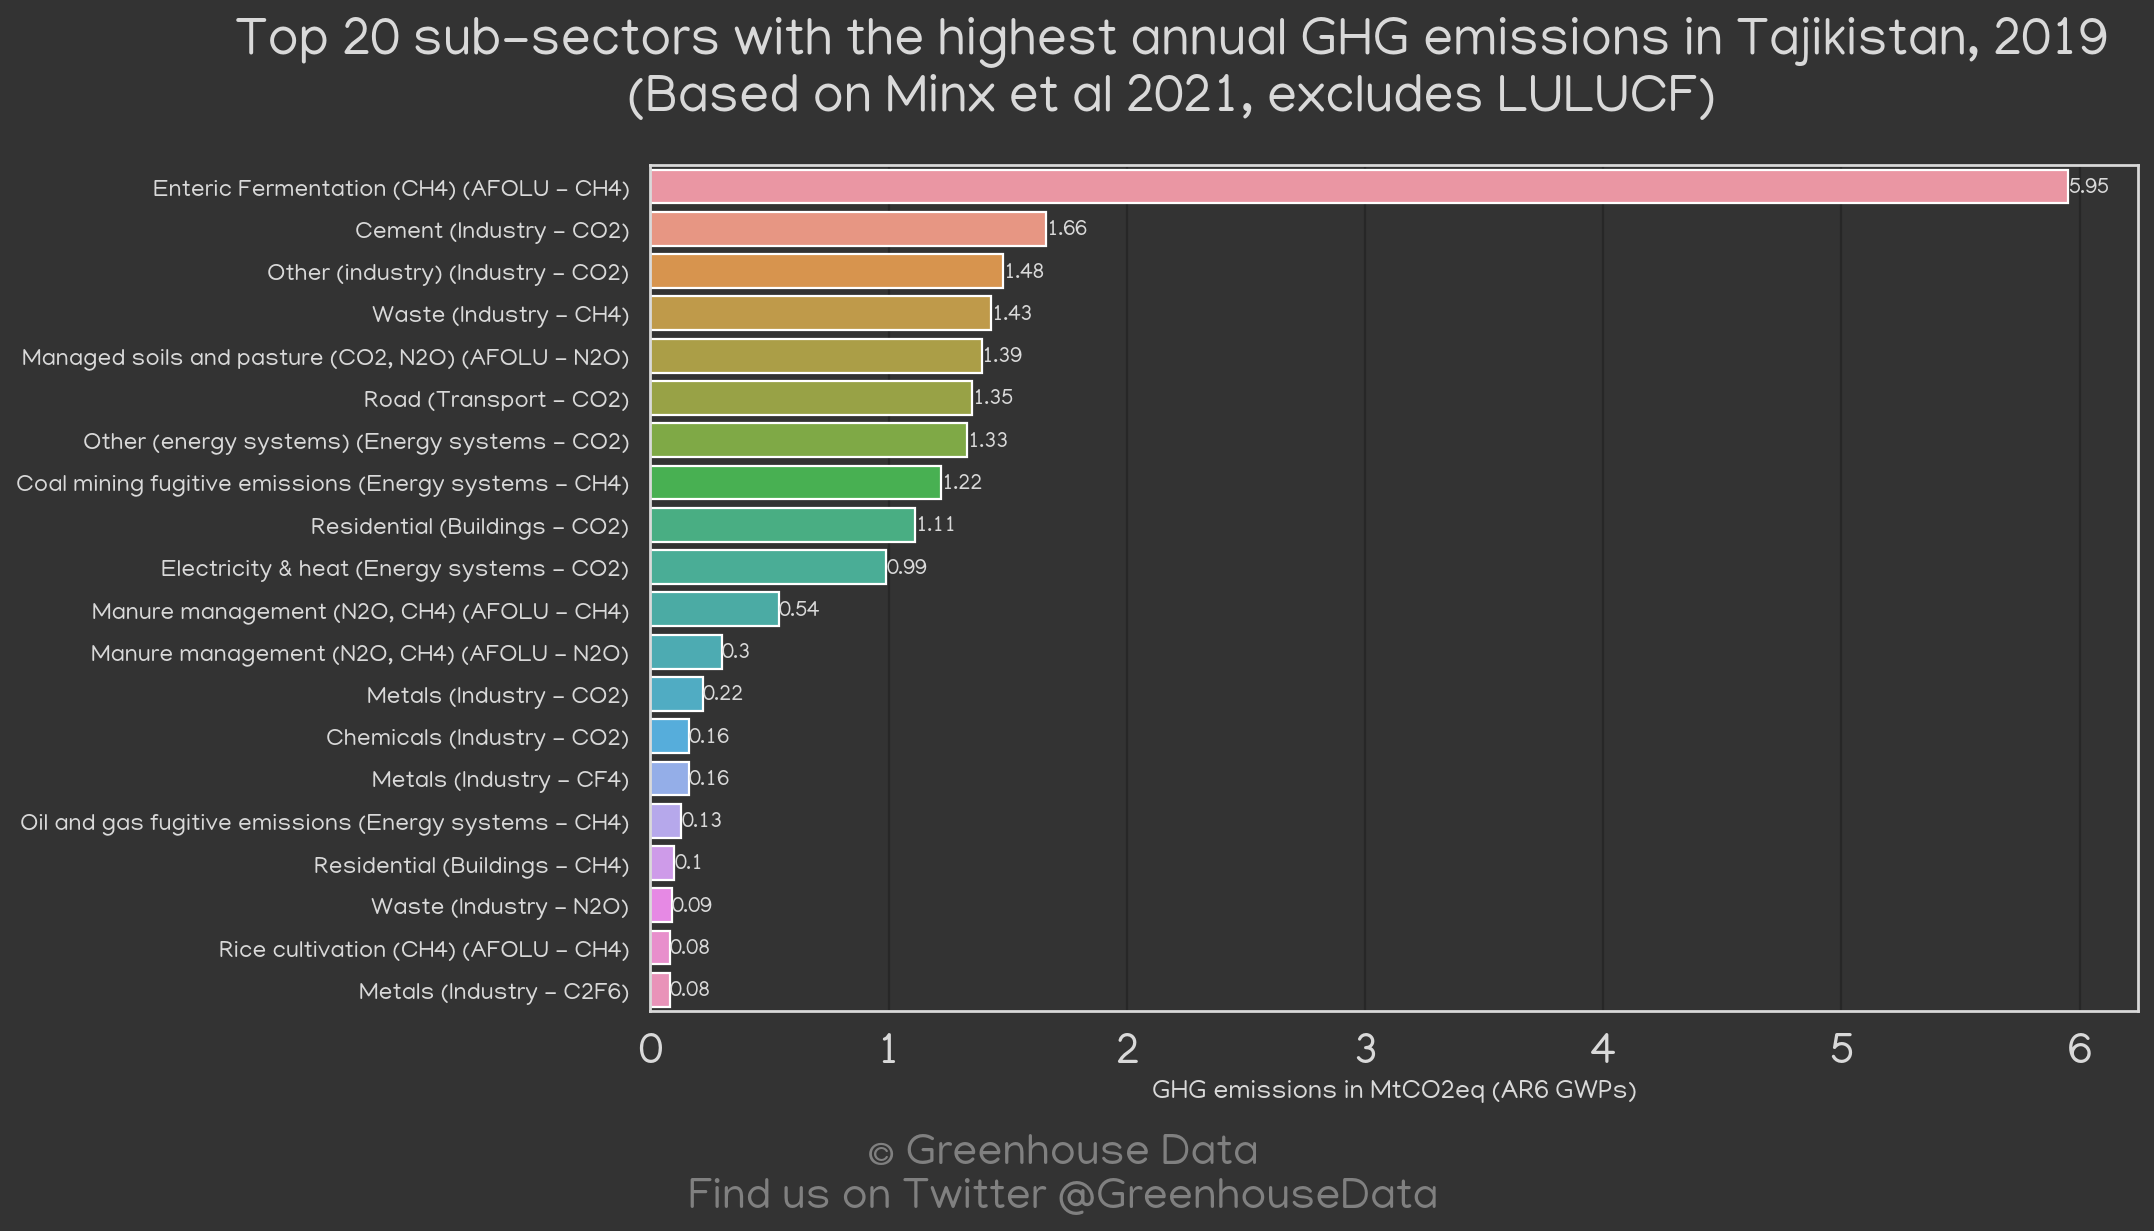 Top 20 sub-sectors with the highest annual GHG emissions in Tajikistan, 2019
(Based on Minx et al 2021, excludes LULUCF)
Enteric Fermentation (CH4) (AFOLU - CH4) 5.95
Cement (Industry - CO2) 1.66
Other (industry) (Industry - CO2) 1.48
Waste (Industry - CH4) 1.43
Managed soils and pasture (CO2, N2O) (AFOLU - N2O) 1.39
Road (Transport - CO2) 1.35
Other (energy systems) (Energy systems - CO2) 1.33
Coal mining fugitive emissions (Energy systems - CH4) 1.22
Residential (Buildings - CO2) 1.11
Electricity & heat (Energy systems - CO2) 0.99
Manure management (N2O, CH4) (AFOLU - CH4) 0.54
Manure management (N2O, CH4) (AFOLU - N2O) 0.3
Metals (Industry - CO2) 0.22
Chemicals (Industry - CO2) 0.16
Metals (Industry - CF4) 0.16
Oil and gas fugitive emissions (Energy systems - CH4) 0.13
Residential (Buildings - CH4) 0.1
Waste (Industry - N2O) 0.09
Rice cultivation (CH4) (AFOLU - CH4) 0.08
Metals (Industry - C2F6) 0.08
0 1 2 3 4 5 6
GHG emissions in MtCO2eq (AR6 GWPs)
© Greenhouse Data
Find us on Twitter @GreenhouseData